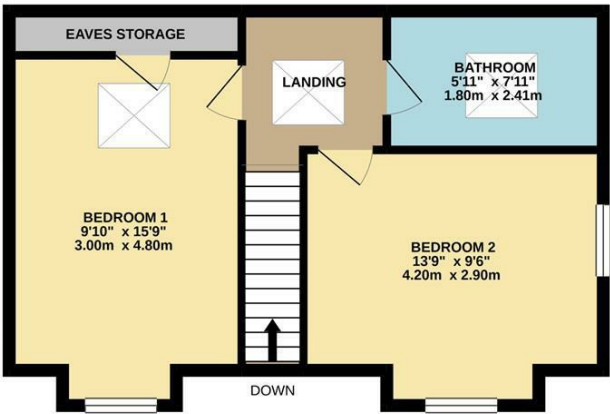 EAVES STORAGE
LANDING
BATHROOM
5'11" x 7'11"
1.80m x 2.41m
BEDROOM 1
9'10" x 15'9"
3.00m x 4.80m
BEDROOM 2
13'9" x 9'6"
4.20m x 2.90m
DOWN